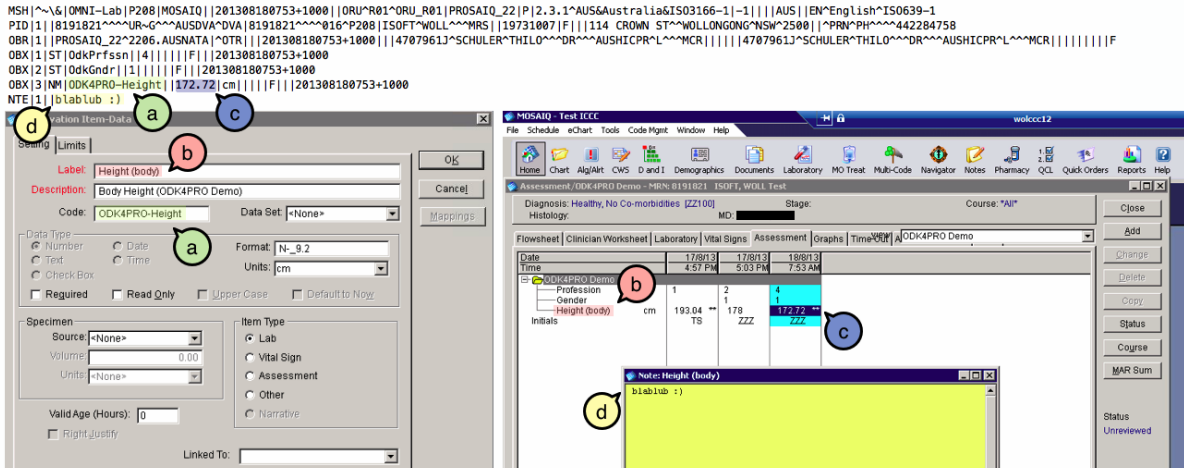 MSH|^~\&|OMNI-Lab|P208|MOSAIQ||201308180753+1000||ORU^R01^ORU_R01|PROSAIQ_22|P|2.3.1^AUS&Australia&ISO3166-1|-1||||AUS||EN^English^ISO639-1
PID|1||8191821^^^^UR~G^^^AUSDVA^DVA|8191821^^^^016^P208|ISOFT^WOLL^^^MRS||19731007|F|||114 CROWN ST^^WOLLONGONG^NSW^2500||^PRN^PH^^^^442284758
OBR|1||PROSAIQ_22^2206.AUSNATA|^OTR|||201308180753+1000|||4707961J^SCHULER^THILO^^^DR^^^AUSHICPR^L^^^MCR||||||4707961J^SCHULER^THILO^^^DR^^^AUSHICPR^L^^^MCR|||||||||F
OBX|1|ST|OdkPrfssn||4||||||F|||201308180753+1000
OBX|2|ST|OdkGndr||1||||||F|||201308180753+1000
OBX|3|NM|ODK4PRO-Height||172.72|cm|||||F|||201308180753+1000
NTE|1||blablub :)
d
a
c
vation Item-Data
Setting
Limits
b
Label:
Height (body)
OK
Description:
Body Height (ODK4PRO Demo)
Cancel
Code:
ODK4PRO-Height
Data Set:
<None>
Mappings
a
Data Type
Number
Date
Format:
N-_9.2
Text
Time
Units:
cm
Check Box
Required
Read Only
Upper Case
Default to Now
Specimen
Source:
<None>
Volume:
0.00
Units:
<None>
Item Type
Lab
Vital Sign
Assessment
Other
Narrative
Valid Age (Hours):
0
Right Justify
Linked To:
MOSAIQ - Test ICCC
wolccc12
File Schedule eChart Tools Code Mgmt Window Help
Home Chart Alg/Alrt CWS D and I Demographics Documents Laboratory MO Treat Multi-Code Navigator Notes Pharmacy QCL Quick Orders Reports Help
Assessment/ODK4PRO Demo - MRN: 8191821 ISOFT, WOLL Test
Diagnosis: Healthy, No Co-morbidities [ZZ100] Stage: Course: *All*
Histology: MD:
Close
Flowsheet Clinician Worksheet Laboratory Vital Signs Assessment Graphs Time-Out A View: ODK4PRO Demo
Add
Date 17/8/13 17/8/13 18/8/13
Time 4:57 PM 5:03 PM 7:53 AM
Change
ODK4PRO Demo
Profession 1 2 4
Gender 1 1
Height (body) cm 193.04 ** 178 172.72 **
Initials TS ZZZ ZZZ
b
c
Delete
Copy
Status
Course
MAR Sum
Note: Height (body)
blablub :)
d
Status
Unreviewed